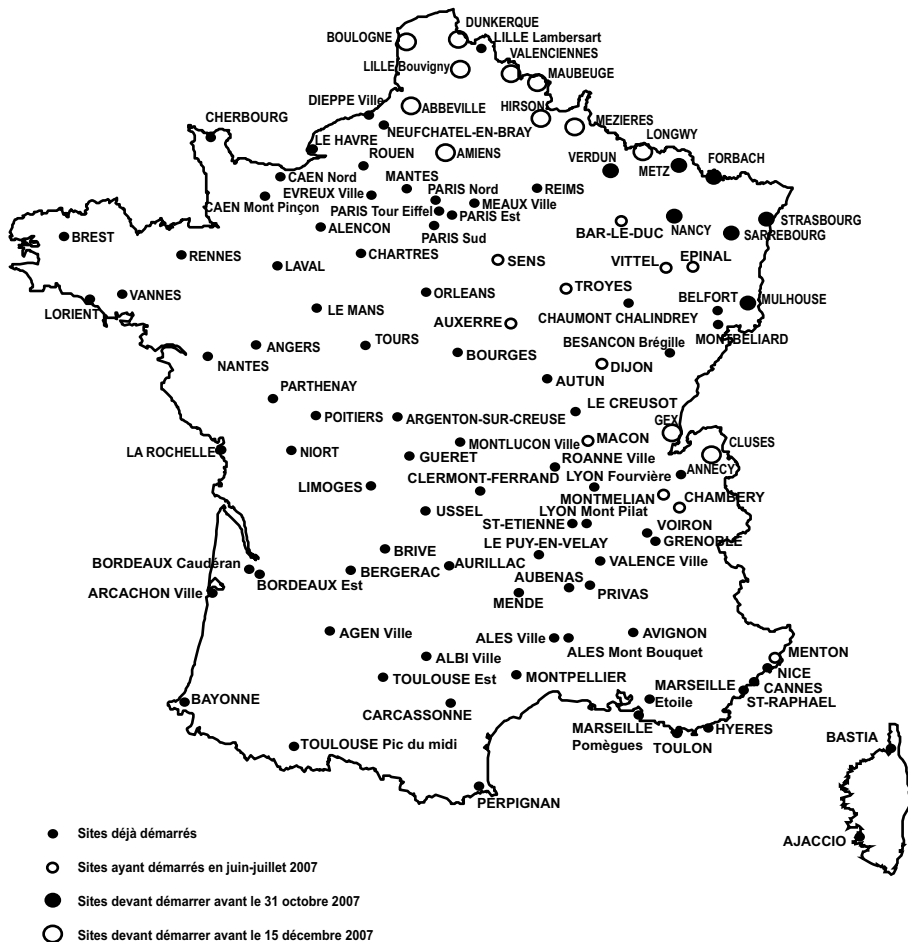 DUNKERQUE
BOULOGNE
LILLE Lambersart
VALENCIENNES
LILLE Bouvigny
MAUBEUGE
DIEPPE Ville
ABBEVILLE
HIRSON
CHERBOURG
MEZIERES
NEUFCHATEL-EN-BRAY
LONGWY
LE HAVRE
ROUEN
AMIENS
VERDUN
FORBACH
CAEN Nord
MANTES
METZ
EVREUX Ville
PARIS Nord
REIMS
CAEN Mont Pinçon
PARIS Tour Eiffel
MEAUX Ville
PARIS Est
STRASBOURG
ALENCON
PARIS Sud
BAR-LE-DUC
NANCY
SARREBOURG
BREST
RENNES
CHARTRES
SENS
VITTEL
EPINAL
LAVAL
VANNES
ORLEANS
TROYES
BELFORT
MULHOUSE
LORIENT
LE MANS
AUXERRE
CHAUMONT CHALINDREY
MONTBELIARD
ANGERS
TOURS
BOURGES
BESANCON Brégille
NANTES
DIJON
PARTHENAY
AUTUN
LE CREUSOT
POITIERS
ARGENTON-SUR-CREUSE
GEX
LA ROCHELLE
NIORT
MONTLUCON Ville
MACON
CLUSES
GUERET
ROANNE Ville
LIMOGES
CLERMONT-FERRAND
LYON Fourvière
ANNECY
MONTMELIAN
CHAMBERY
USSEL
LYON Mont Pilat
ST-ETIENNE
VOIRON
GRENOBLE
BRIVE
LE PUY-EN-VELAY
BORDEAUX Caudéran
AURILLAC
VALENCE Ville
BORDEAUX Est
BERGERAC
AUBENAS
ARCACHON Ville
MENDE
PRIVAS
AGEN Ville
ALES Ville
AVIGNON
ALES Mont Bouquet
ALBI Ville
MENTON
TOULOUSE Est
MONTPELLIER
NICE
BAYONNE
MARSEILLE
Etoile
CANNES
ST-RAPHAEL
CARCASSONNE
MARSEILLE
Pomègues
HYERES
TOULOUSE Pic du midi
TOULON
BASTIA
PERPIGNAN
AJACCIO
Sites déjà démarrés
Sites ayant démarrés en juin-juillet 2007
Sites devant démarrer avant le 31 octobre 2007
Sites devant démarrer avant le 15 décembre 2007